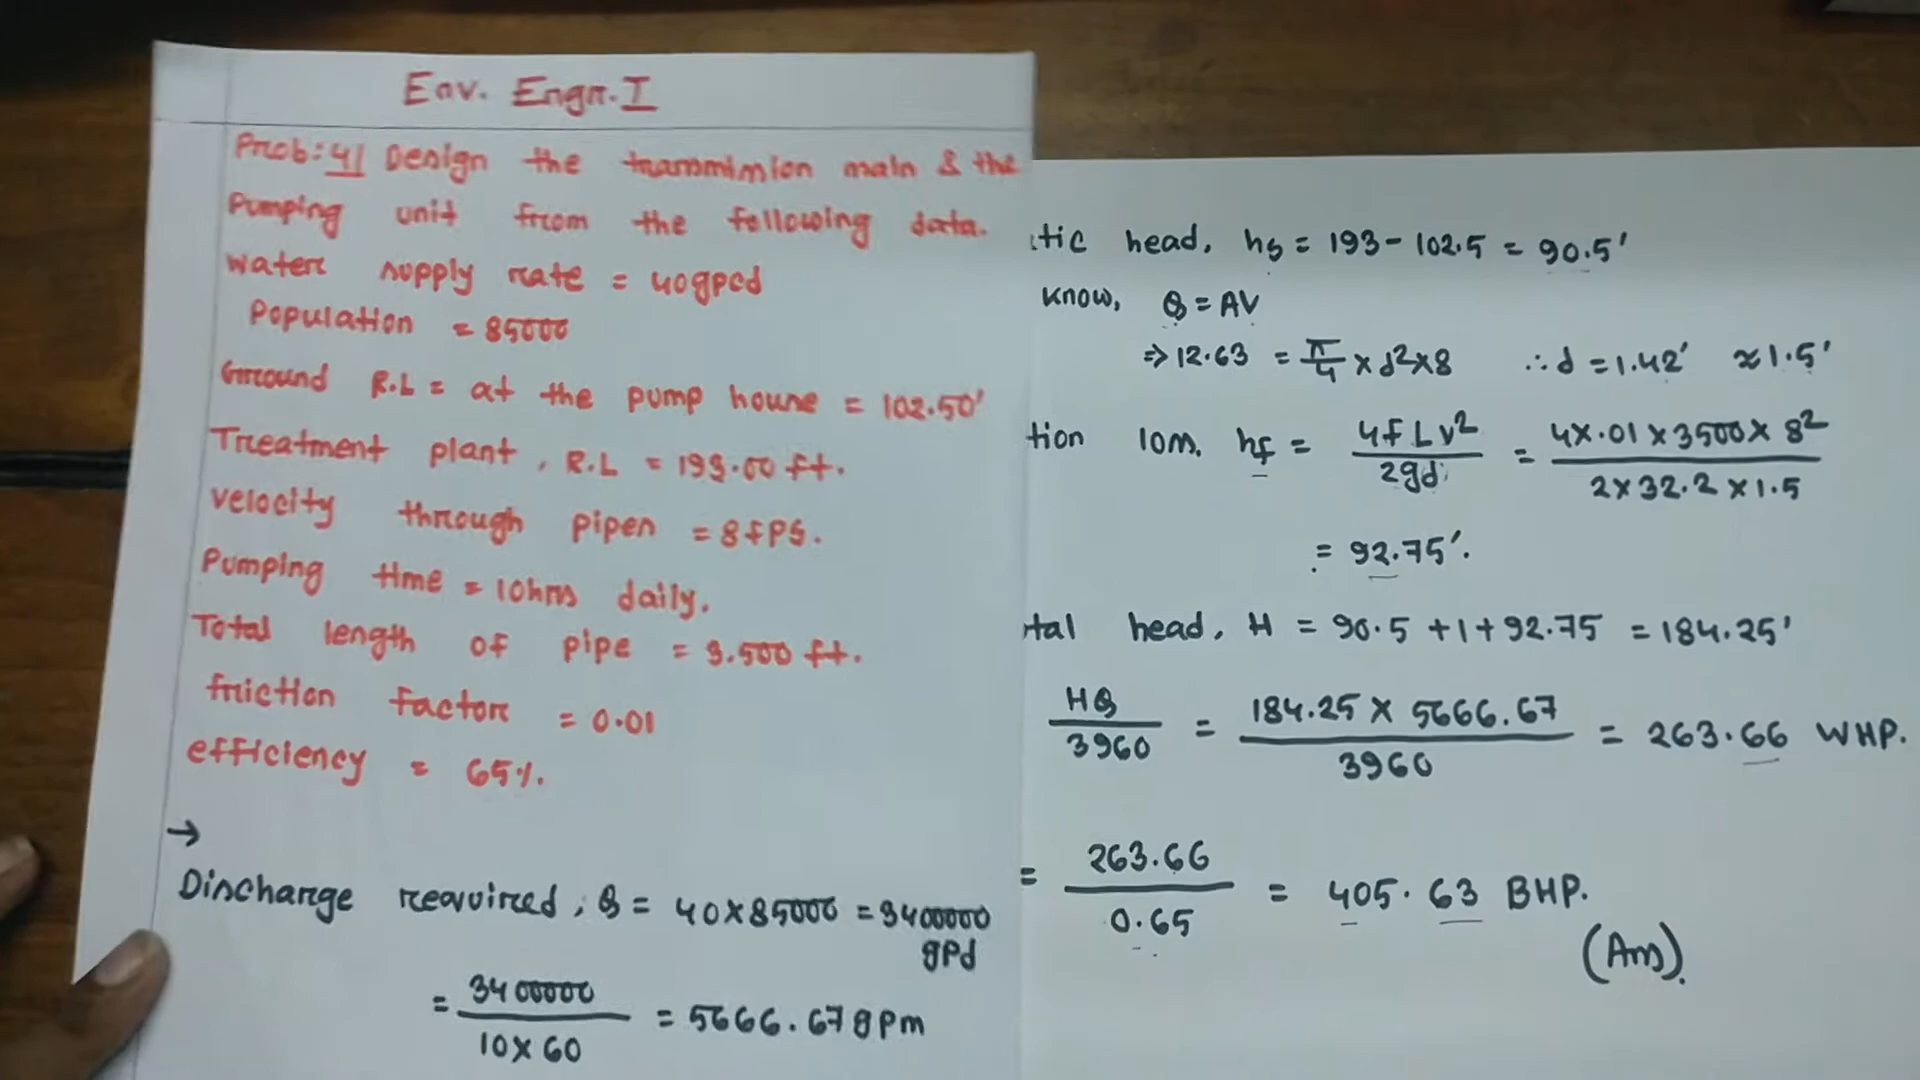 Env. Engr. I
Prob: 41 Design the transmission main & the
Pumping unit from the following data.
Water supply rate = 40gpcd
Population = 85000
Ground R.L = at the pump house = 102.50'
Treatment plant, R.L = 193.00 ft.
Velocity through pipes = 8fPS.
Pumping time = 10hrs daily.
Total length of pipe = 3.500 ft.
friction factor = 0.01
efficiency = 65%.
→
Discharge required, Q = 40×85000 = 3400000
gpd
= 3400000 / 10×60 = 5666.67gpm
tic head, hs = 193 - 102.5 = 90.5'
know, Q = AV
⇒ 12.63 = π/4 × d² × 8 ∴ d = 1.42' ≈ 1.5'
tion loss, hf = 4fLv² / 2gd = 4×.01×3500×8² / 2×32.2×1.5
= 92.75'.
tal head, H = 90.5 + 1 + 92.75 = 184.25'
HQ / 3960 = 184.25 × 5666.67 / 3960 = 263.66 WHP.
= 263.66 / 0.65 = 405.63 BHP.
(Ans).